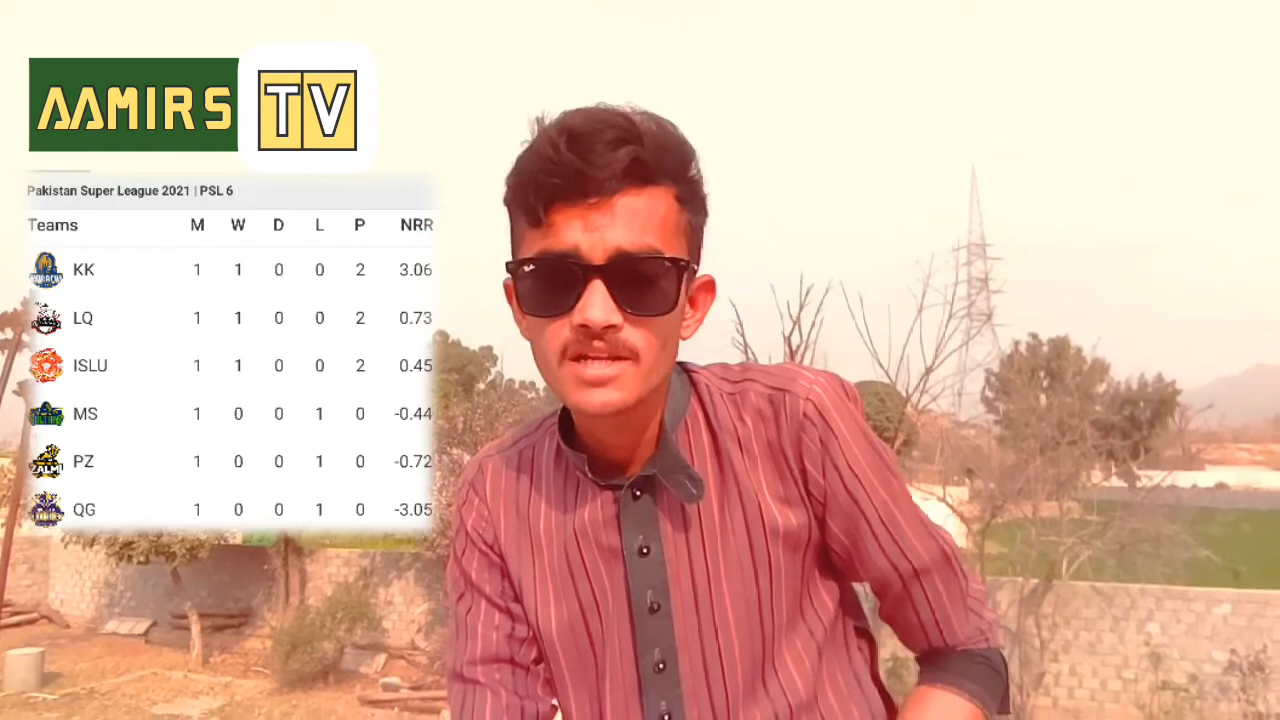 AAMIRS TV
Pakistan Super League 2021 | PSL 6
Teams M W D L P NRR
KK 1 1 0 0 2 3.06
LQ 1 1 0 0 2 0.73
ISLU 1 1 0 0 2 0.45
MS 1 0 0 1 0 -0.44
PZ 1 0 0 1 0 -0.72
ZALMI
QG 1 0 0 1 0 -3.05
Ray-Ban